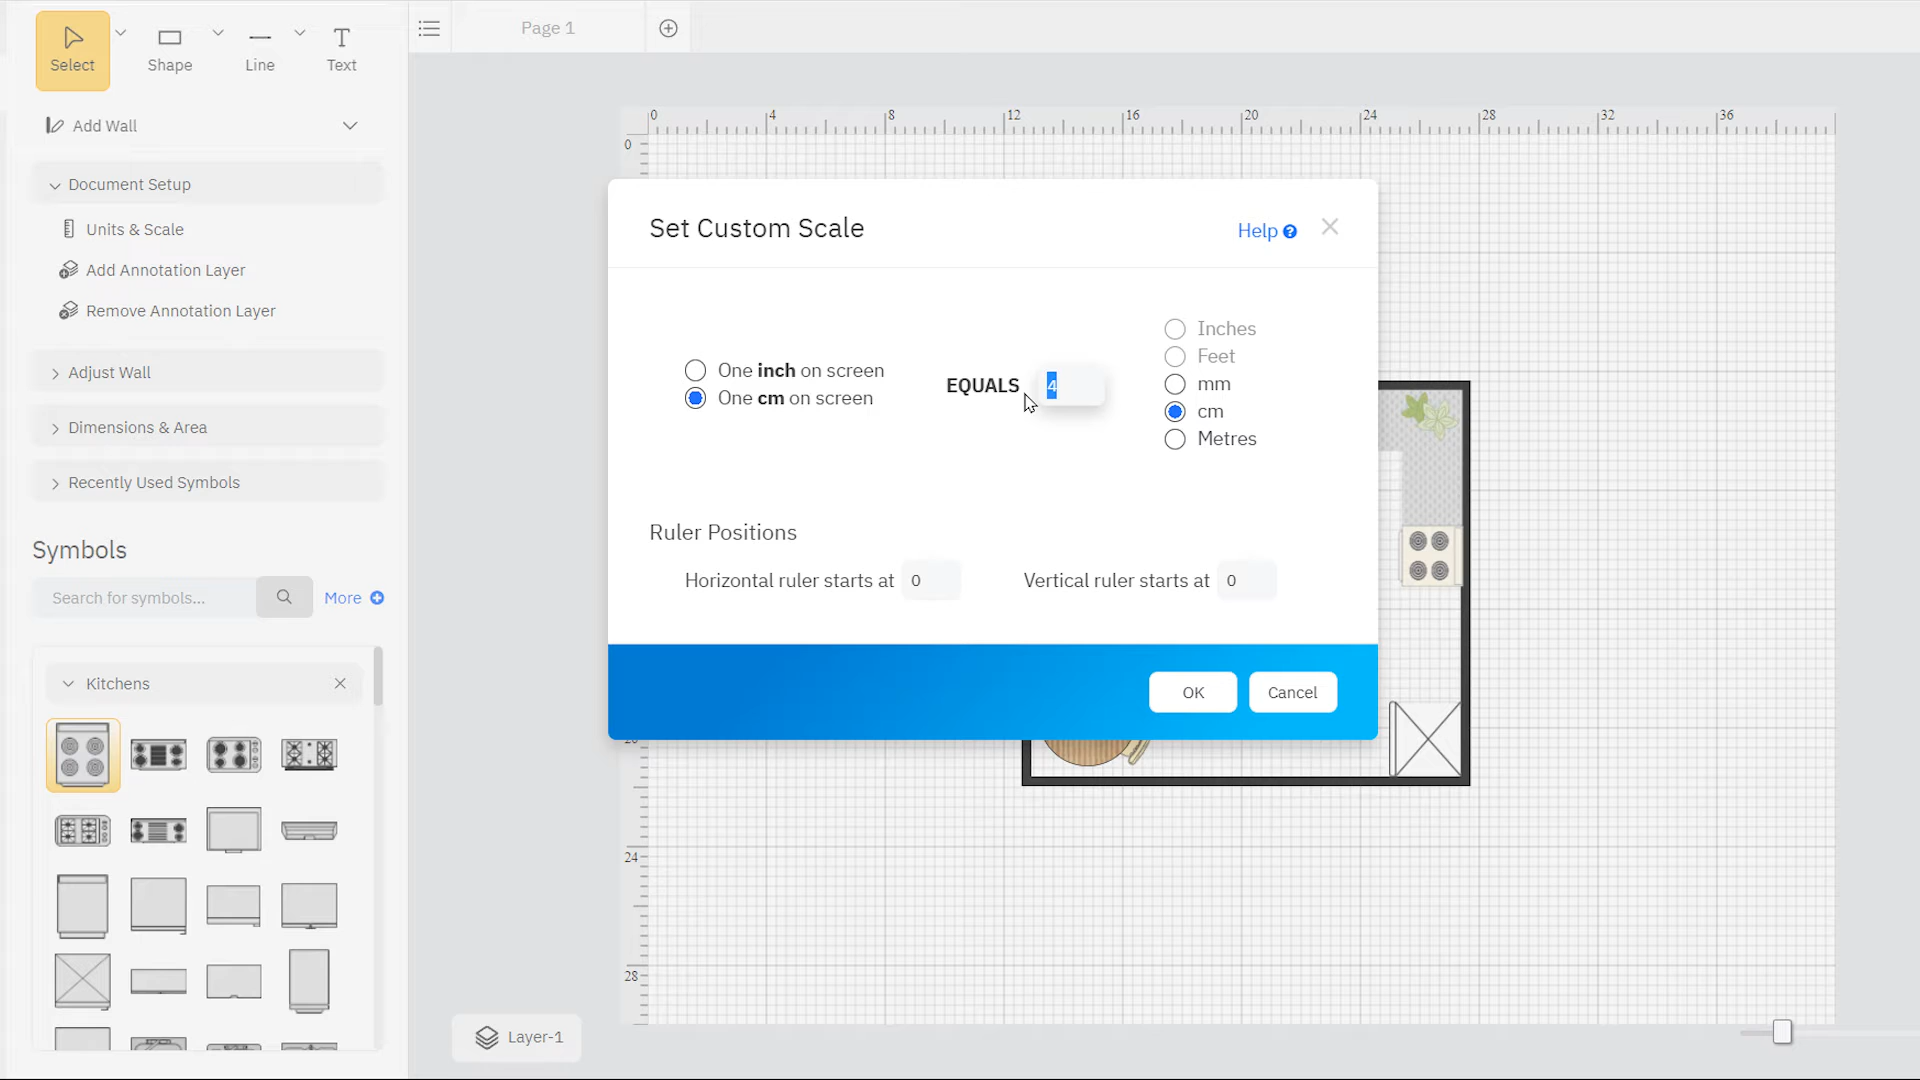 Select
Shape
Line
Text
Page 1
Add Wall
Document Setup
Units & Scale
Add Annotation Layer
Remove Annotation Layer
Adjust Wall
Dimensions & Area
Recently Used Symbols
Symbols
Search for symbols...
More
Kitchens
0 4 8 12 16 20 24 28 32 36
0
24
28
Set Custom Scale
Help
One inch on screen
One cm on screen
EQUALS
4
Inches
Feet
mm
cm
Metres
Ruler Positions
Horizontal ruler starts at 0
Vertical ruler starts at 0
OK
Cancel
Layer-1